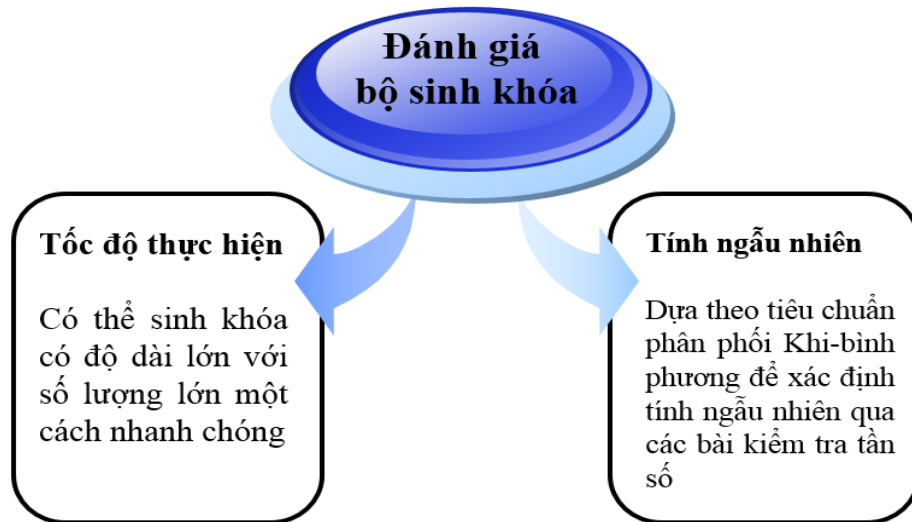 Đánh giá
bộ sinh khóa
Tốc độ thực hiện
Có thể sinh khóa
có độ dài lớn với
số lượng lớn một
cách nhanh chóng
Tính ngẫu nhiên
Dựa theo tiêu chuẩn
phân phối Khi-bình
phương để xác định
tính ngẫu nhiên qua
các bài kiểm tra tần
số